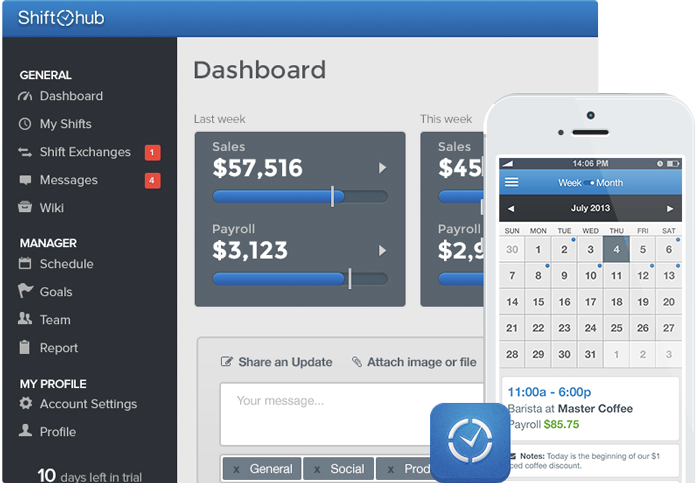 Shift hub
GENERAL
Dashboard
My Shifts
Shift Exchanges 1
Messages 4
Wiki
MANAGER
Schedule
Goals
Team
Report
MY PROFILE
Account Settings
Profile
10 days left in trial
Dashboard
Last week
Sales
$57,516
Payroll
$3,123
This week
Sales
$45
Payroll
$2,9
Share an Update
Attach image or file
Your message...
x General
x Social
x Prod
14:06 PM
Week Month
July 2013
SUN MON TUE WED THU FRI SAT
30 1 2 3 4 5 6
7 8 9 10 11 12 13
14 15 16 17 18 19 20
21 22 23 24 25 26 27
28 29 30 31 1 2 3
11:00a - 6:00p
Barista at Master Coffee
Payroll $85.75
Notes: Today is the beginning of our $1
ced coffee discount.